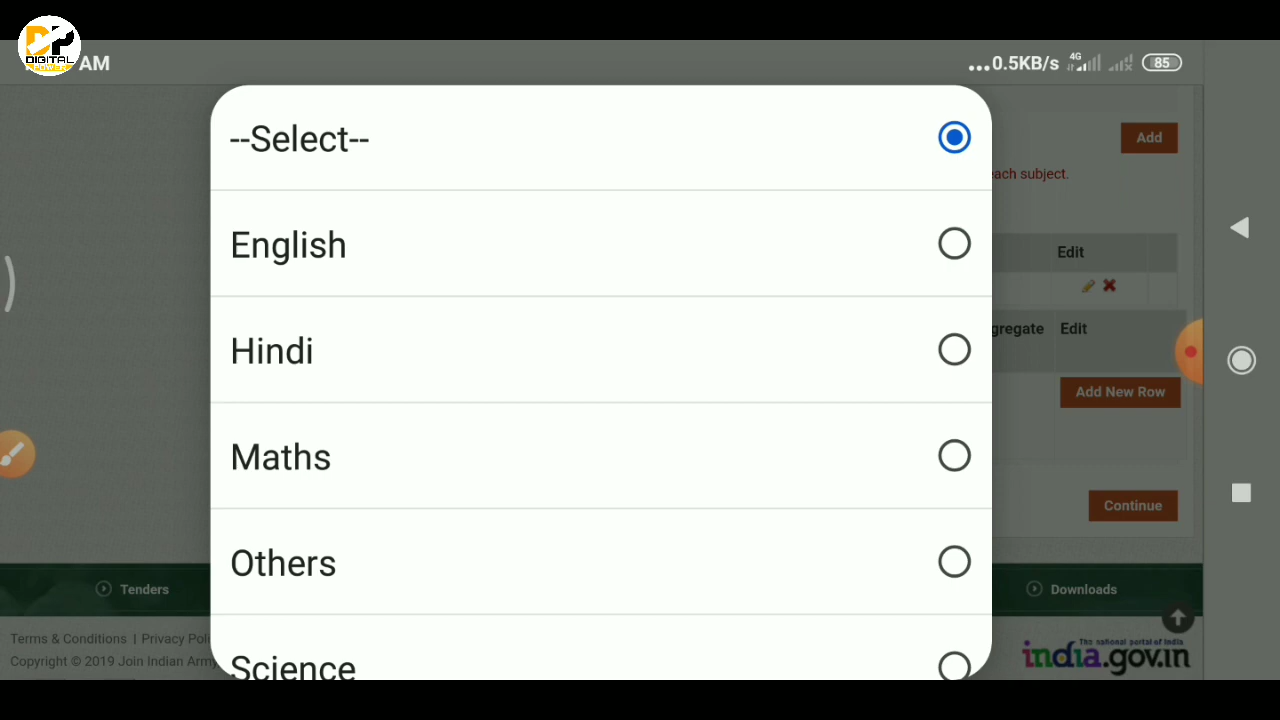 DP
DIGITAL
POWER
AM
...0.5KB/s 4G 85
--Select--
Add
each subject.
English
Edit
Hindi
gregate Edit
Add New Row
Maths
Continue
Others
Tenders
Downloads
Terms & Conditions | Privacy Poli
The national portal of India
india.gov.in
Copyright © 2019 Join Indian Army
Science